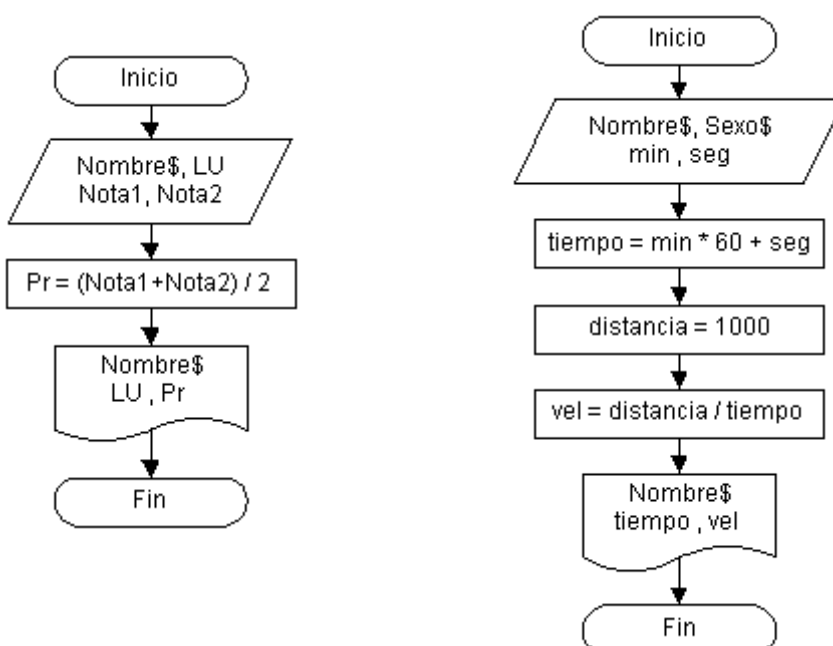 Inicio
Nombre$, LU
Nota1, Nota2
Pr = (Nota1+Nota2) / 2
Nombre$
LU , Pr
Fin
Inicio
Nombre$, Sexo$
min , seg
tiempo = min * 60 + seg
distancia = 1000
vel = distancia / tiempo
Nombre$
tiempo , vel
Fin